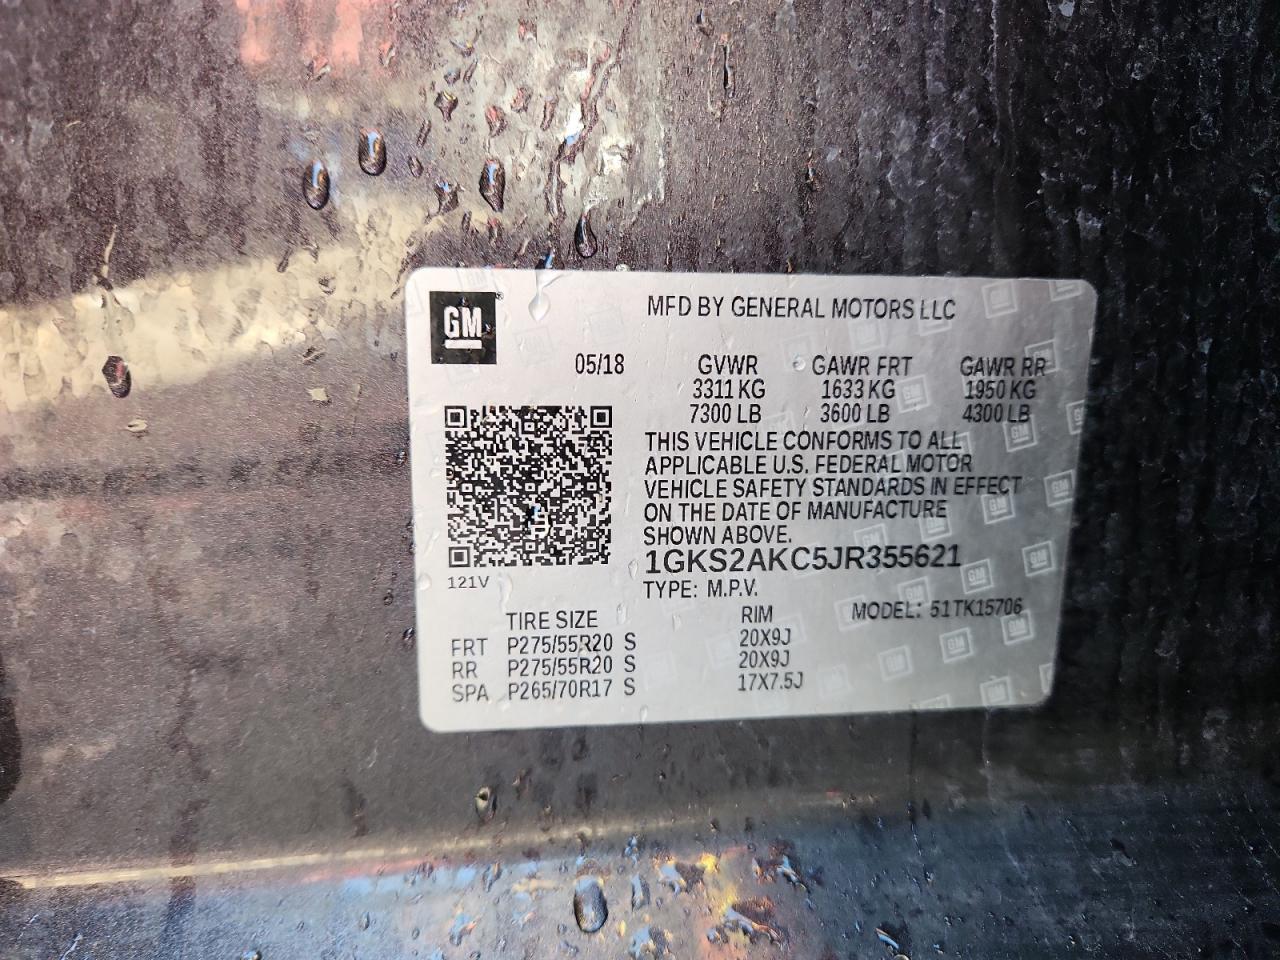 GM
MFD BY GENERAL MOTORS LLC
05/18 GVWR GAWR FRT GAWR RR
3311 KG 1633 KG 1950 KG
7300 LB 3600 LB 4300 LB
THIS VEHICLE CONFORMS TO ALL
APPLICABLE U.S. FEDERAL MOTOR
VEHICLE SAFETY STANDARDS IN EFFECT
ON THE DATE OF MANUFACTURE
SHOWN ABOVE.
1GKS2AKC5JR355621
121V
TYPE: M.P.V. MODEL: 51TK15706
TIRE SIZE RIM
FRT P275/55R20 S 20X9J
RR P275/55R20 S 20X9J
SPA P265/70R17 S 17X7.5J